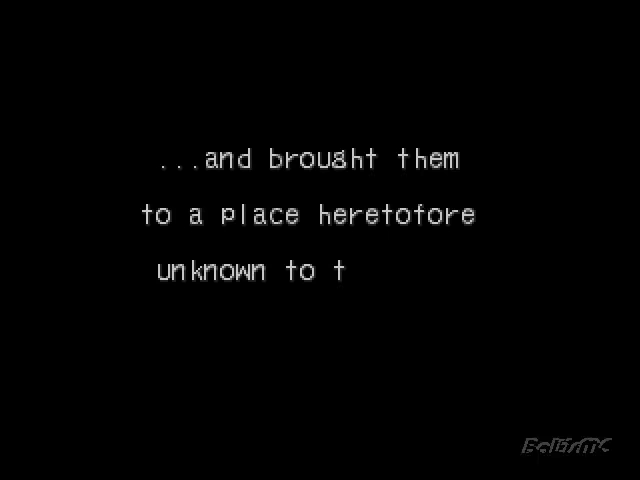 ...and brought them
to a place heretofore
unknown to t